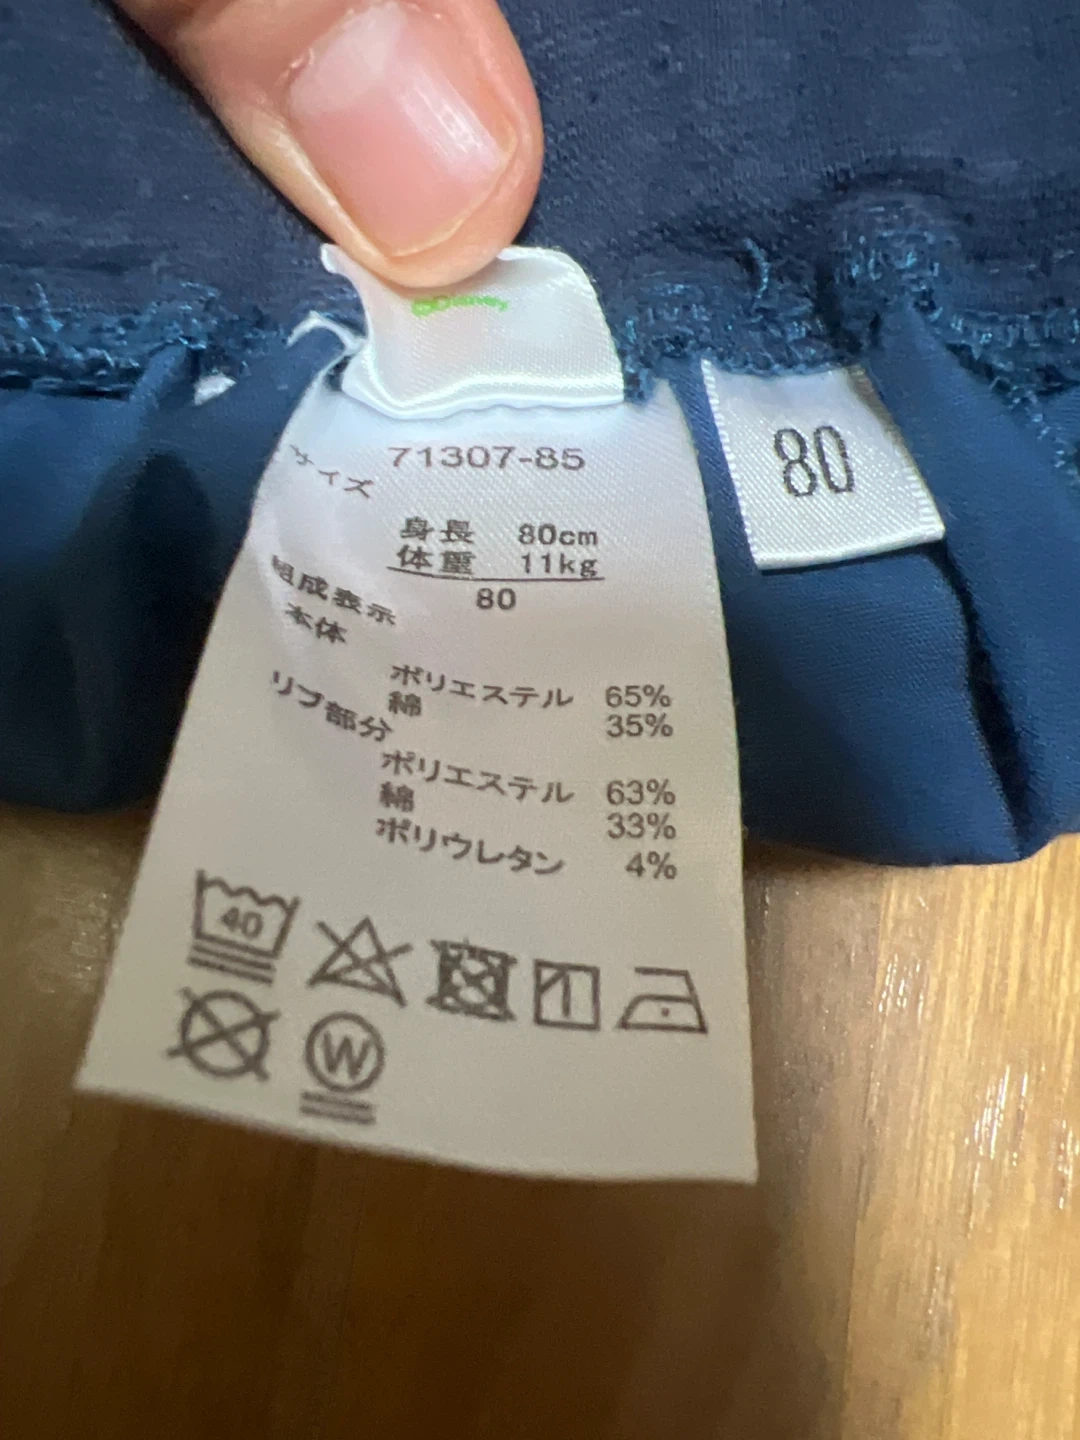 ©Disney
71307-85
サイズ
身長 80cm
体重 11kg
80
組成表示
本体
ポリエステル 65%
綿 35%
リブ部分
ポリエステル 63%
綿 33%
ポリウレタン 4%
40
W
80